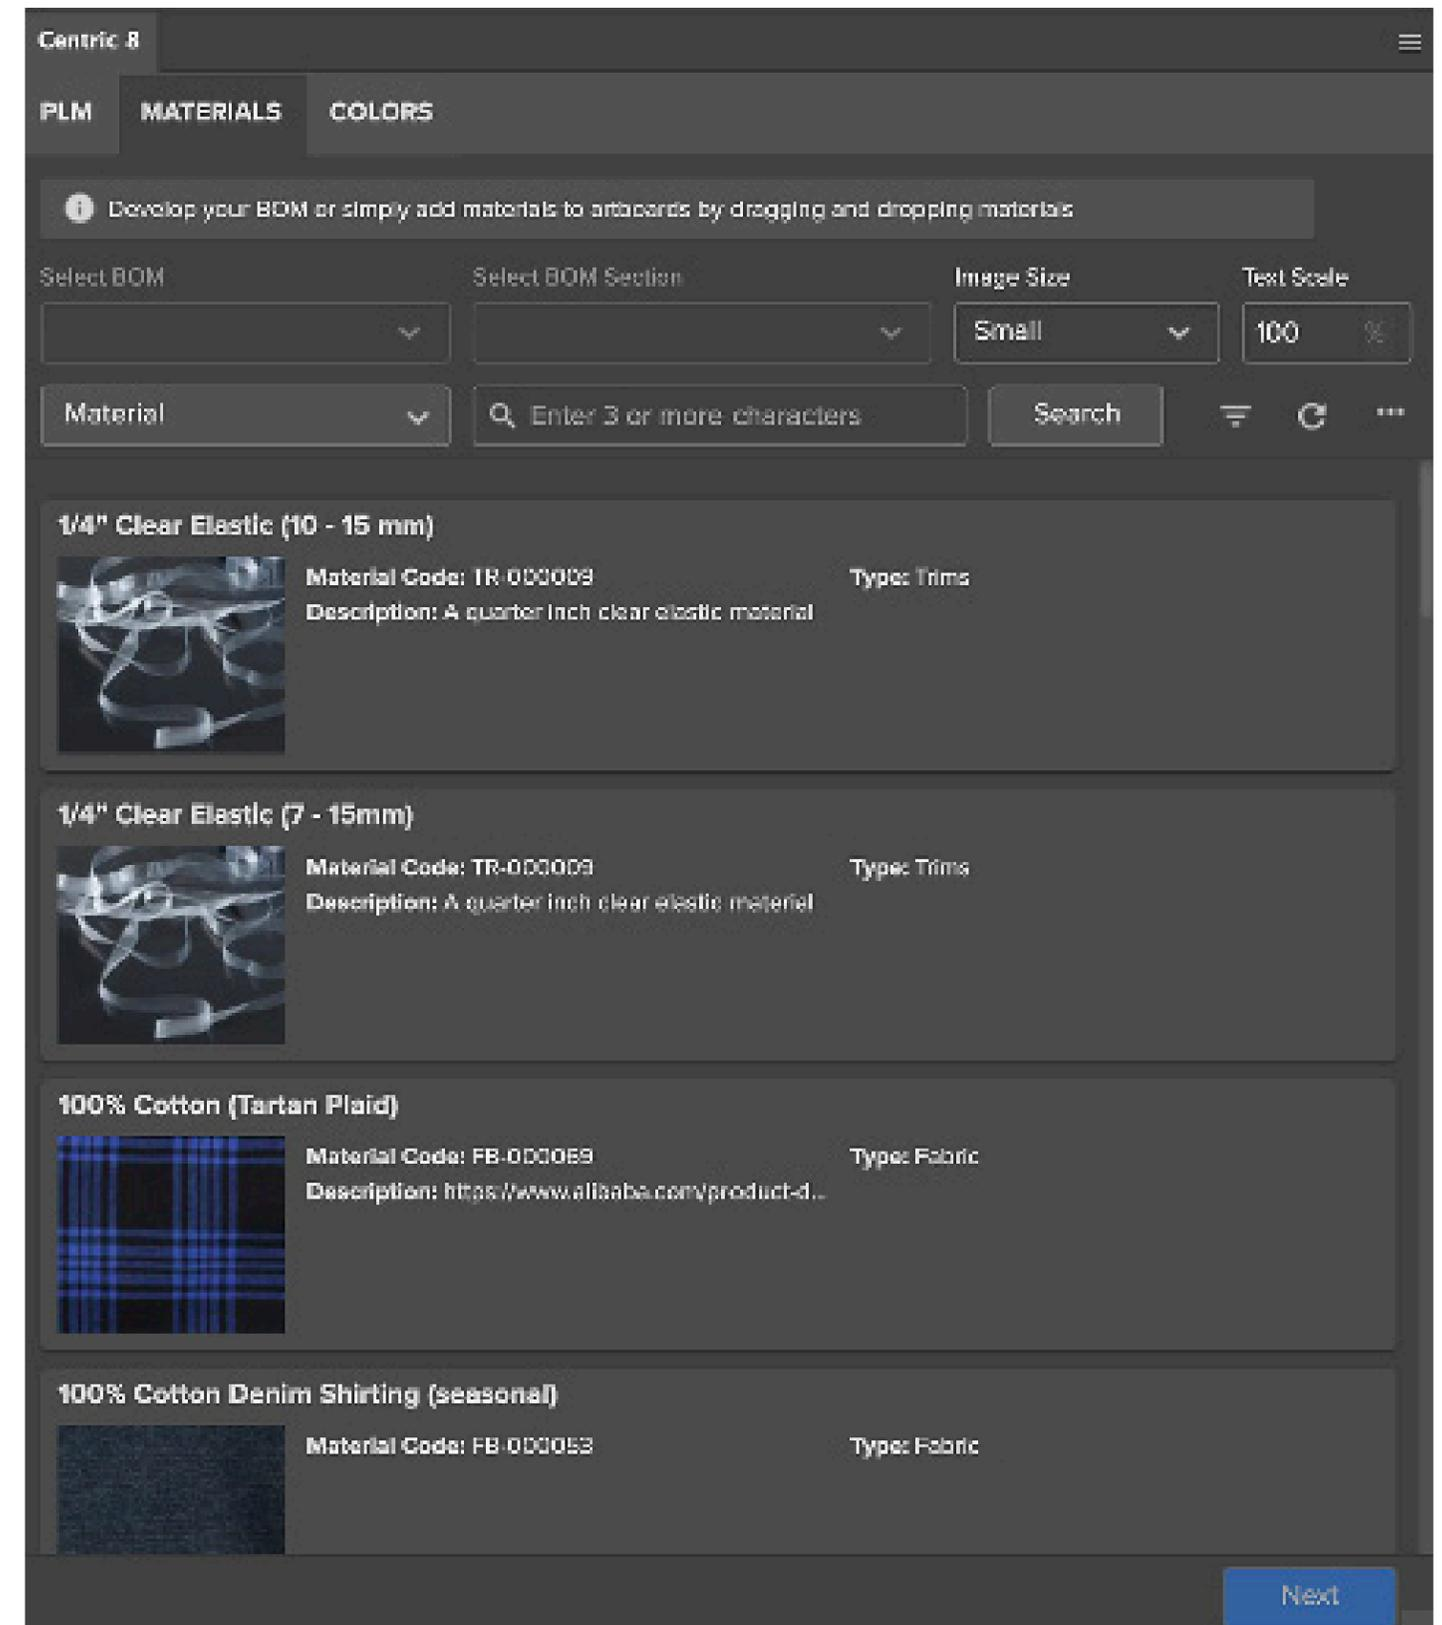 Centric 8
PLM MATERIALS COLORS
Develop your BOM or simply add materials to artboards by dragging and dropping materials
Select BOM Select BOM Section Image Size Text Scale
Small 100 %
Material Enter 3 or more characters Search
1/4" Clear Elastic (10 - 15 mm)
Material Code: TR-000009 Type: Trims
Description: A quarter inch clear elastic material
1/4" Clear Elastic (7 - 15mm)
Material Code: TR-000009 Type: Trims
Description: A quarter inch clear elastic material
100% Cotton (Tartan Plaid)
Material Code: FB-000069 Type: Fabric
Description: https://www.alibaba.com/product-d...
100% Cotton Denim Shirting (seasonal)
Material Code: FB-000053 Type: Fabric
Next